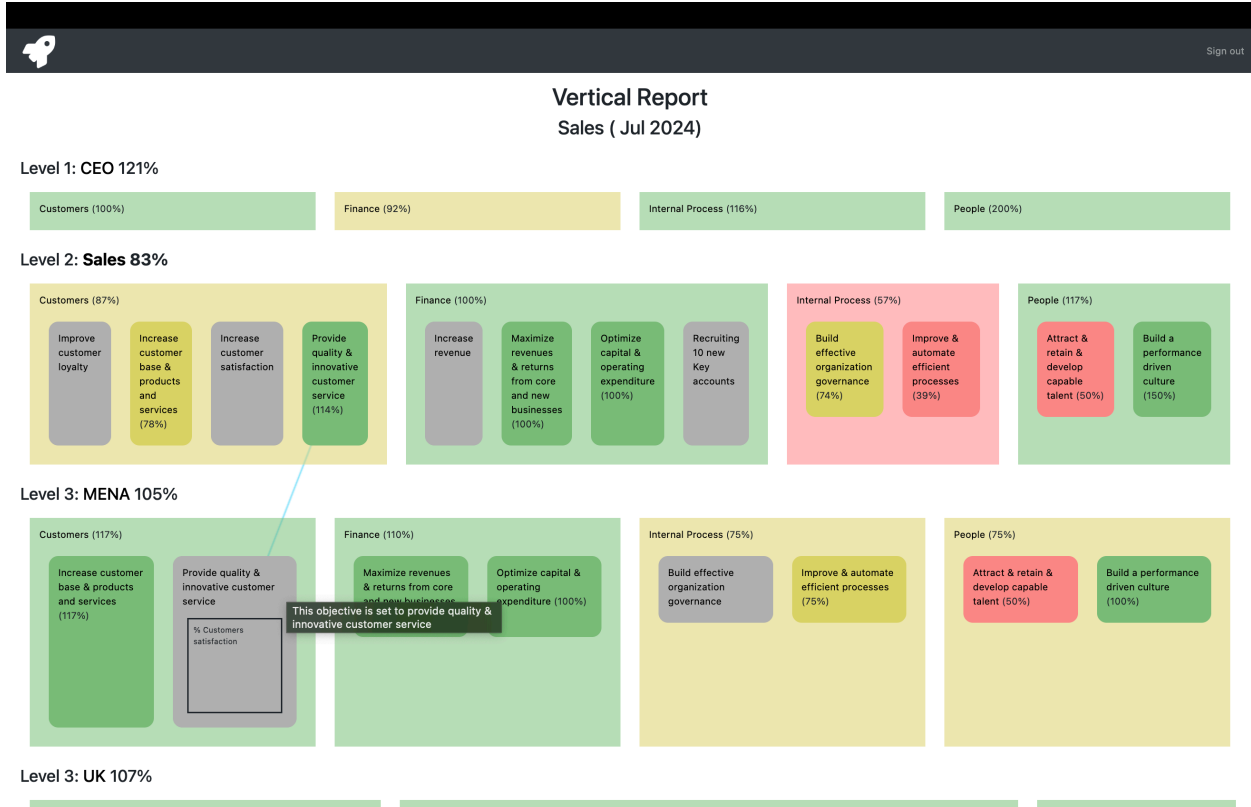 Sign out
Vertical Report
Sales ( Jul 2024)
Level 1: CEO 121%
Customers (100%)
Finance (92%)
Internal Process (116%)
People (200%)
Level 2: Sales 83%
Customers (87%)
Improve
customer
loyalty
Increase
customer
base &
products
and
services
(78%)
Increase
customer
satisfaction
Provide
quality &
innovative
customer
service
(114%)
Finance (100%)
Increase
revenue
Maximize
revenues
& returns
from core
and new
businesses
(100%)
Optimize
capital &
operating
expenditure
(100%)
Recruiting
10 new
Key
accounts
Internal Process (57%)
Build
effective
organization
governance
(74%)
Improve &
automate
efficient
processes
(39%)
People (117%)
Attract &
retain &
develop
capable
talent (50%)
Build a
performance
driven
culture
(150%)
Level 3: MENA 105%
Customers (117%)
Increase customer
base & products
and services
(117%)
Provide quality &
innovative customer
service
% Customers
satisfaction
This objective is set to provide quality &
innovative customer service
Finance (110%)
Maximize revenues
& returns from core
and new businesses
Optimize capital &
operating
expenditure (100%)
Internal Process (75%)
Build effective
organization
governance
Improve & automate
efficient processes
(75%)
People (75%)
Attract & retain &
develop capable
talent (50%)
Build a performance
driven culture
(100%)
Level 3: UK 107%